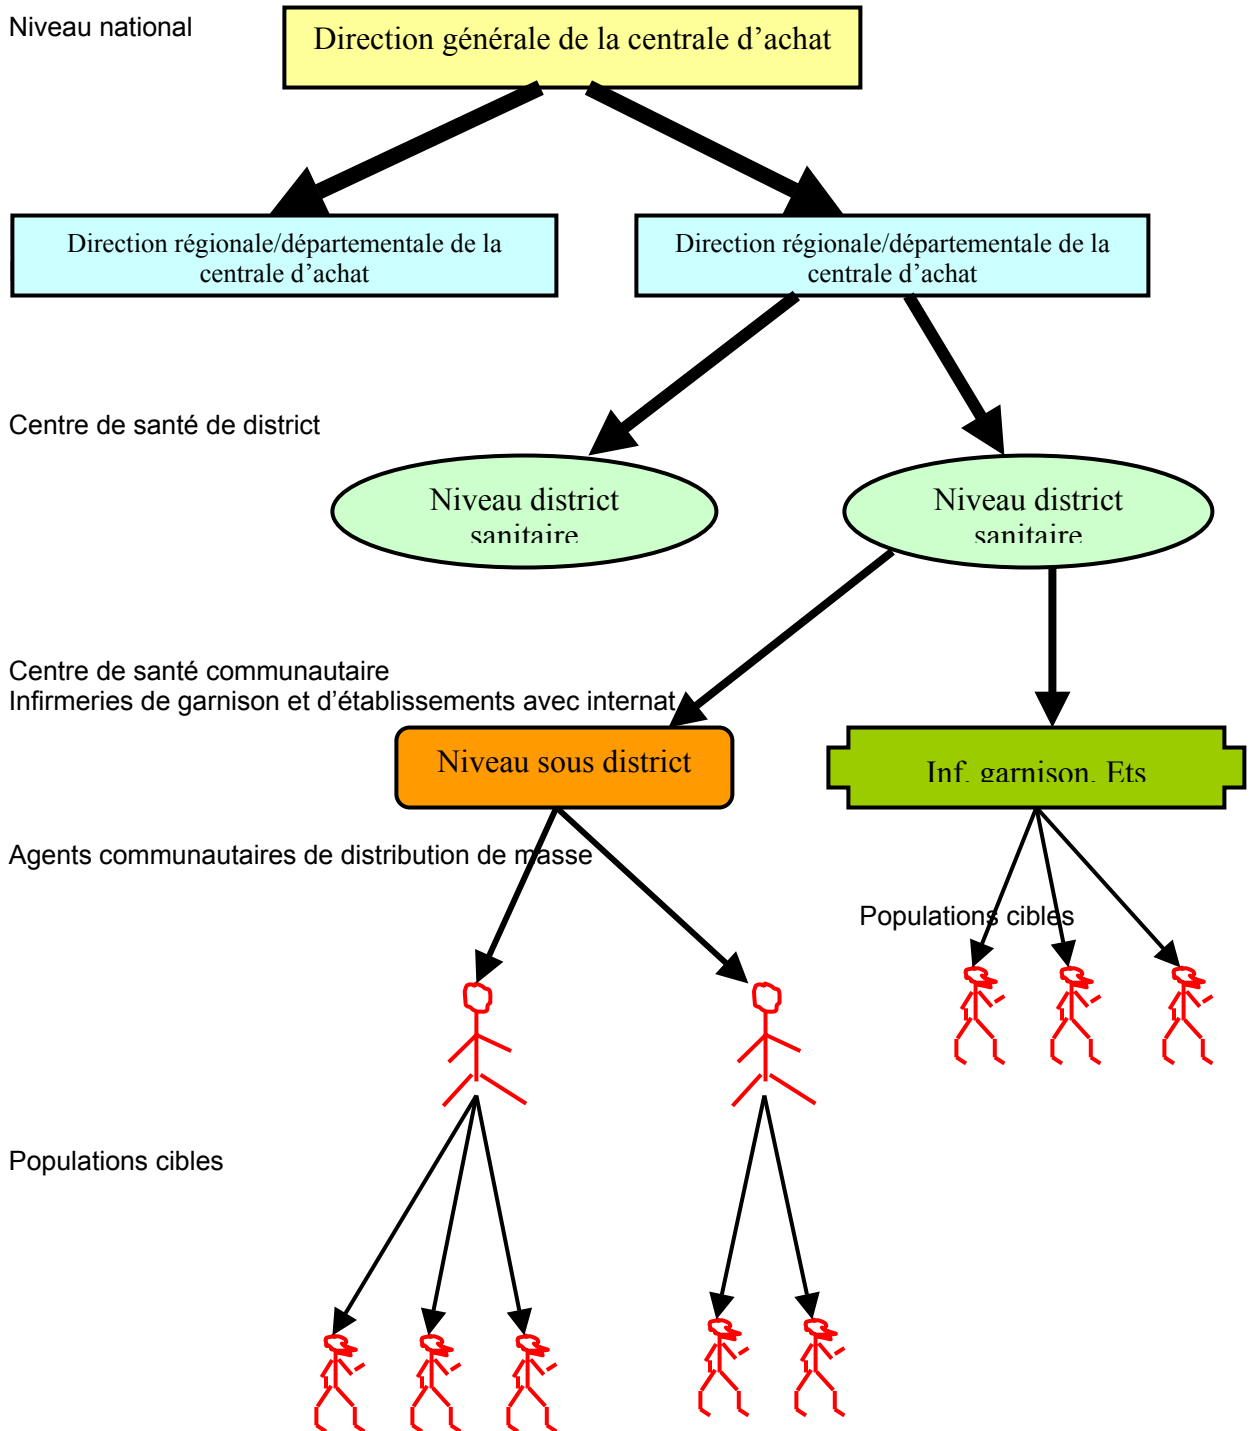 Niveau national
Direction générale de la centrale d’achat
Direction régionale/départementale de la
centrale d’achat
Direction régionale/départementale de la
centrale d’achat
Centre de santé de district
Niveau district
sanitaire
Niveau district
sanitaire
Centre de santé communautaire
Infirmeries de garnison et d’établissements avec internat
Niveau sous district
Inf. garnison. Ets
Agents communautaires de distribution de masse
Populations cibles
Populations cibles